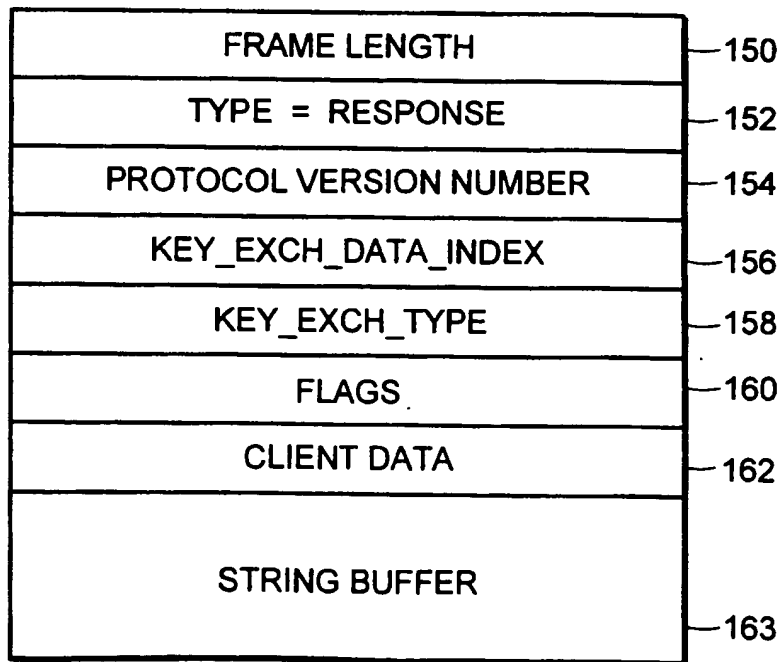 FRAME LENGTH 150
TYPE = RESPONSE 152
PROTOCOL VERSION NUMBER 154
KEY_EXCH_DATA_INDEX 156
KEY_EXCH_TYPE 158
FLAGS 160
CLIENT DATA 162
STRING BUFFER
163